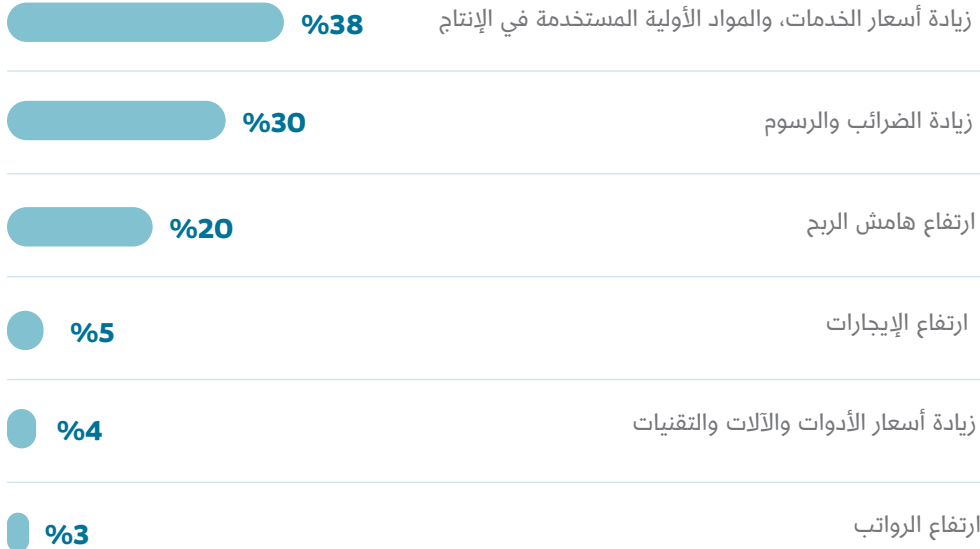 زيادة أسعار الخدمات، والمواد الأولية المستخدمة في الإنتاج %38
زيادة الضرائب والرسوم %30
ارتفاع هامش الربح %20
ارتفاع الإيجارات %5
زيادة أسعار الأدوات والآلات والتقنيات %4
ارتفاع الرواتب %3